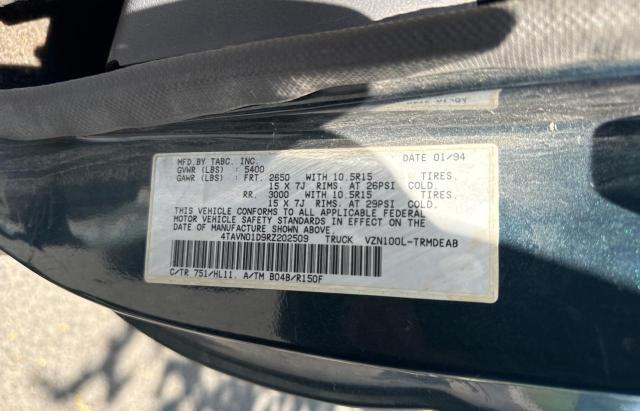 MFD.BY TABC. INC. DATE 01/94
GVWR (LBS) : 5400
GAWR (LBS) : FRT. 2650 WITH 10.5R15 TIRES.
15 X 7J RIMS. AT 26PSI COLD.
RR. 3000 WITH 10.5R15 TIRES.
15 X 7J RIMS. AT 29PSI COLD.
THIS VEHICLE CONFORMS TO ALL APPLICABLE FEDERAL
MOTOR VEHICLE SAFETY STANDARDS IN EFFECT ON THE
DATE OF MANUFACTURE SHOWN ABOVE.
4TAVN01D9RZ202509 TRUCK VZN100L-TRMDEAB
C/TR 751/HL11. A/TM B04B/R150F